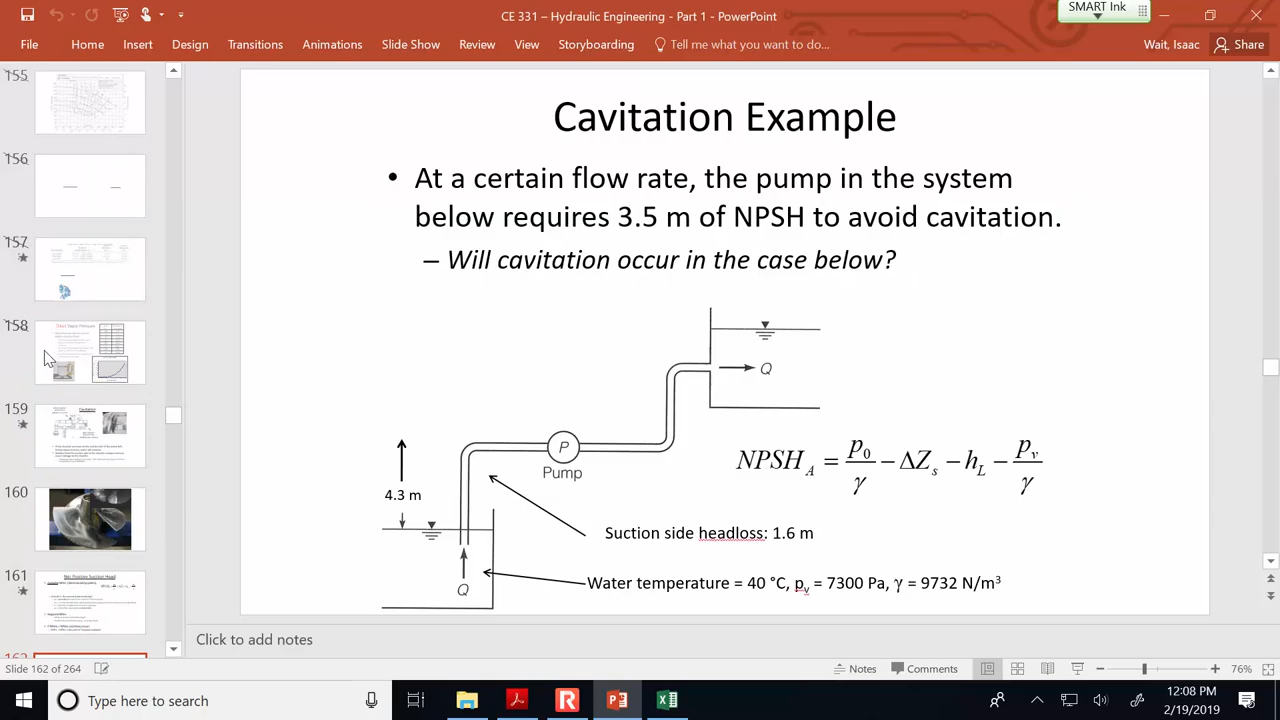 SMART Ink
CE 331 – Hydraulic Engineering - Part 1 - PowerPoint
File Home Insert Design Transitions Animations Slide Show Review View Storyboarding Tell me what you want to do... Wait, Isaac Share
155
156
157
158
159
160
161
162
Cavitation Example
• At a certain flow rate, the pump in the system
below requires 3.5 m of NPSH to avoid cavitation.
– Will cavitation occur in the case below?
Q
P
Pump
NPSH_A = p_0/γ − ΔZ_s − h_L − p_v/γ
4.3 m
Suction side headloss: 1.6 m
Water temperature = 40 °C, p_v = 7300 Pa, γ = 9732 N/m³
Q
Click to add notes
Slide 162 of 264 Notes Comments 76%
Type here to search
12:08 PM
2/19/2019